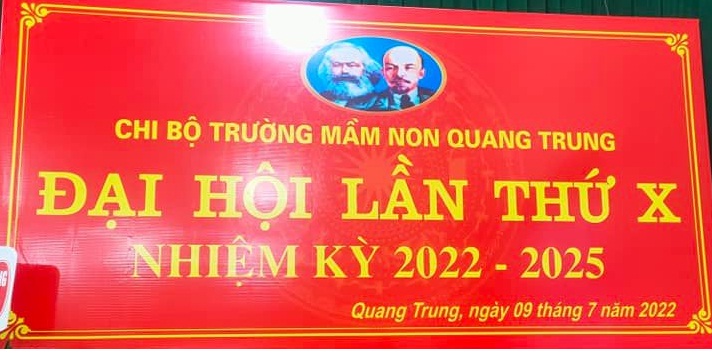 CHI BỘ TRƯỜNG MẦM NON QUANG TRUNG
ĐẠI HỘI LẦN THỨ X
NHIỆM KỲ 2022 - 2025
Quang Trung, ngày 09 tháng 7 năm 2022